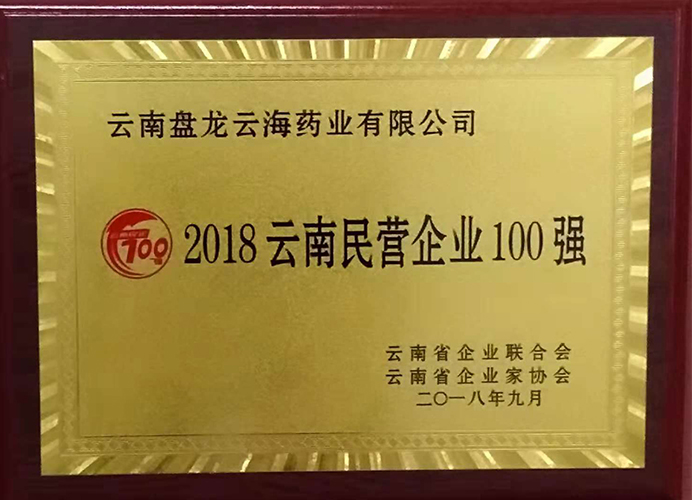 云南盘龙云海药业有限公司
100
2018云南民营企业100强
云南省企业联合会
云南省企业家协会
二〇一八年九月